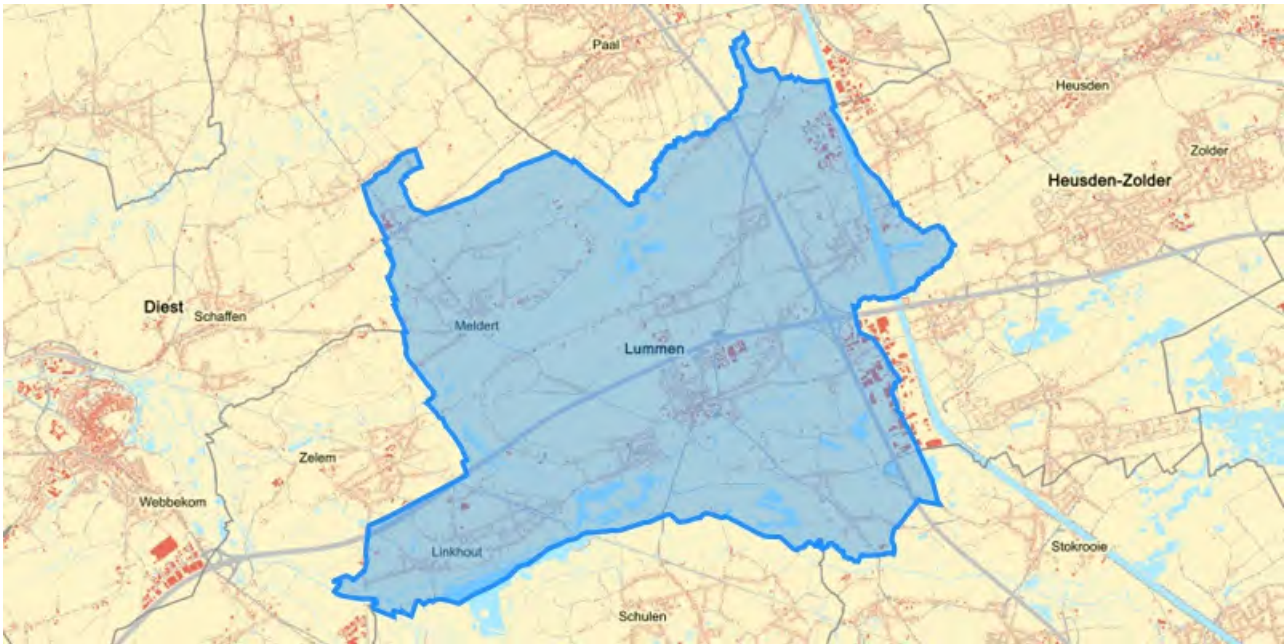 Paal
Heusden
Zolder
Heusden-Zolder
Diest
Schaffen
Meldert
Lummen
Zelem
Webbekom
Linkhout
Stokrooie
Schulen